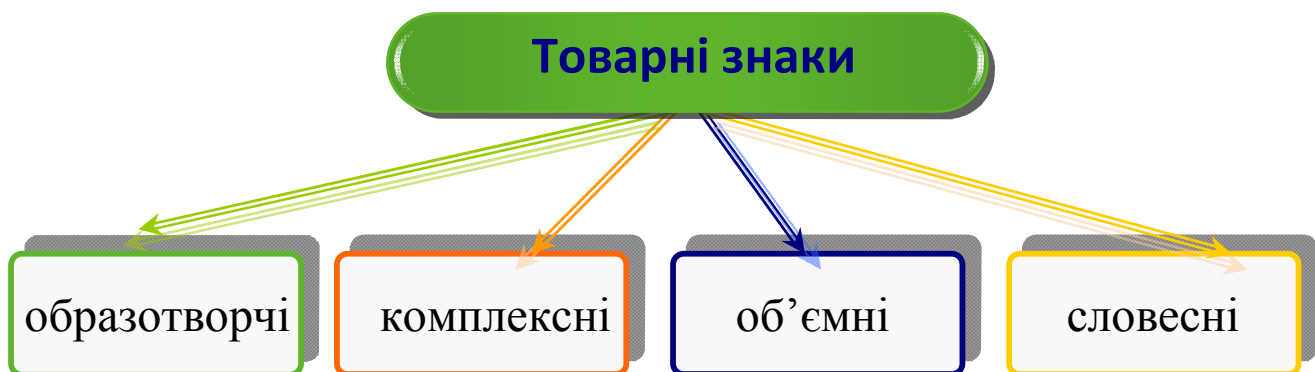 Товарні знаки
образотворчі
комплексні
об’ємні
словесні